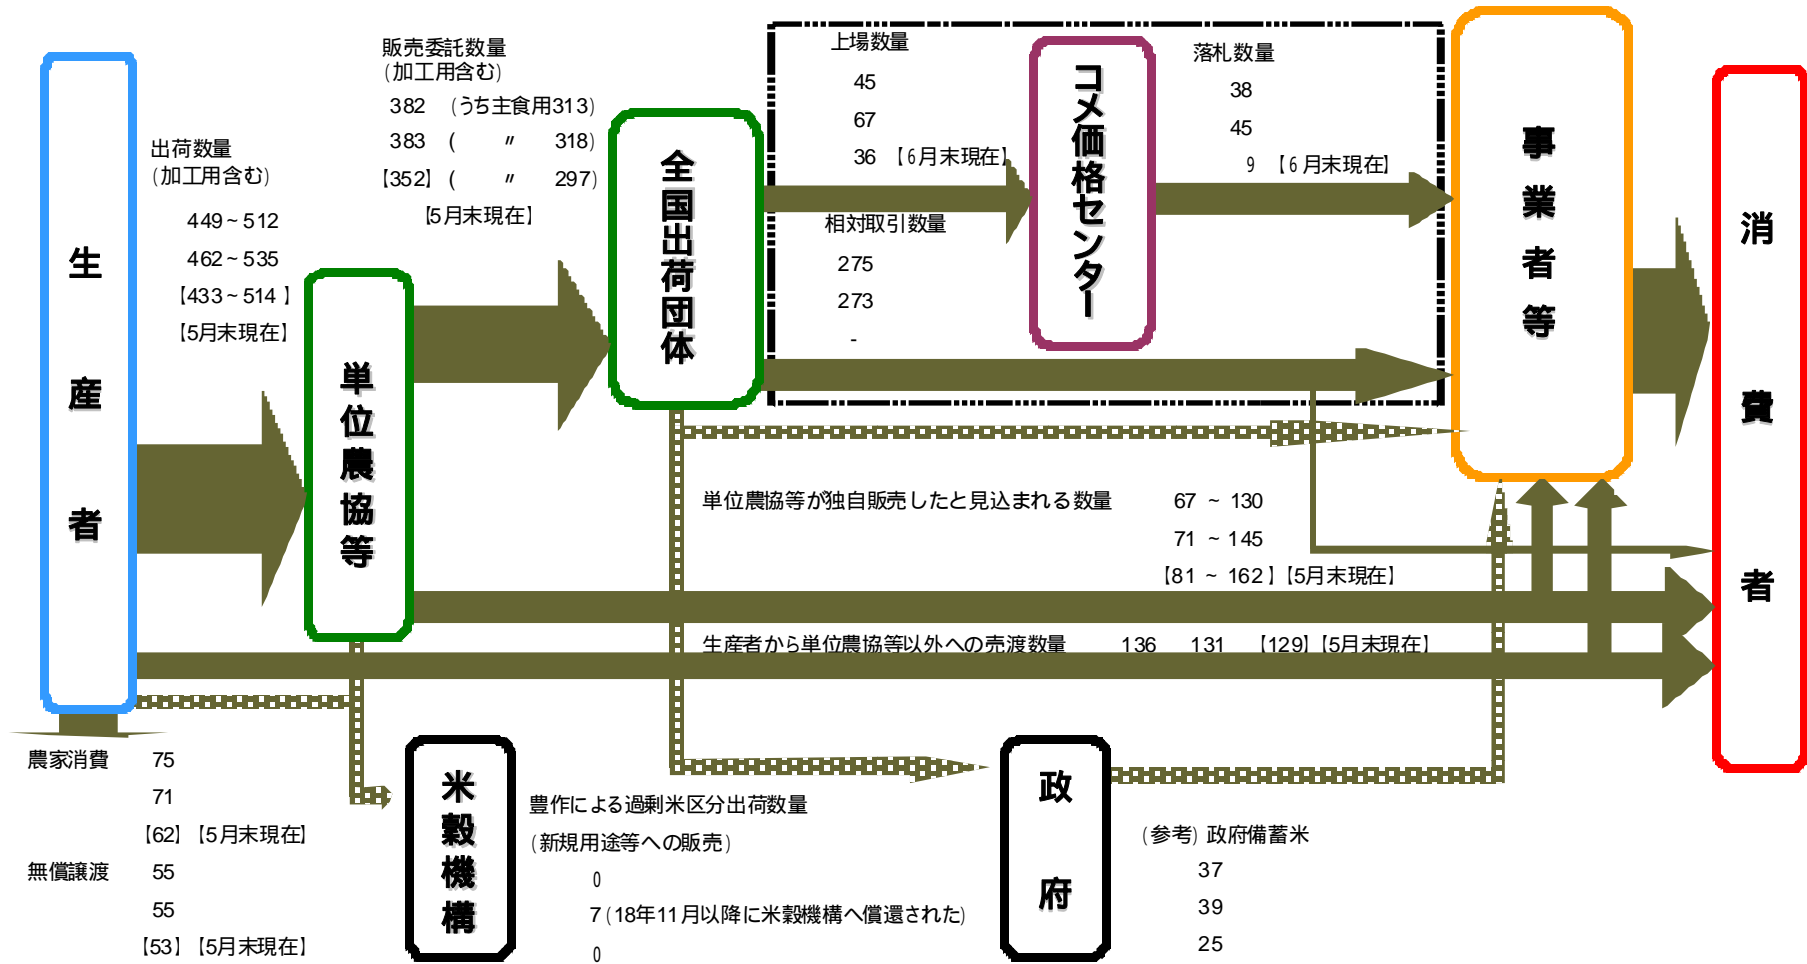 生産者
出荷数量
(加工用含む)
449～512
462～535
【433～514】
【5月末現在】
単位農協等
販売委託数量
(加工用含む)
382 (うち主食用313)
383 ( 〃 318)
【352】 ( 〃 297)
【5月末現在】
全国出荷団体
上場数量
45
67
36 【6月末現在】
相対取引数量
275
273
-
コメ価格センター
落札数量
38
45
9 【6月末現在】
事業者等
消費者
単位農協等が独自販売したと見込まれる数量 67 ～ 130
71 ～ 145
【81 ～ 162】【5月末現在】
生産者から単位農協等以外への売渡数量 136 131 【129】【5月末現在】
農家消費 75
71
【62】【5月末現在】
無償譲渡 55
55
【53】【5月末現在】
米穀機構
豊作による過剰米区分出荷数量
(新規用途等への販売)
0
7 (18年11月以降に米穀機構へ償還された)
0
政府
(参考) 政府備蓄米
37
39
25